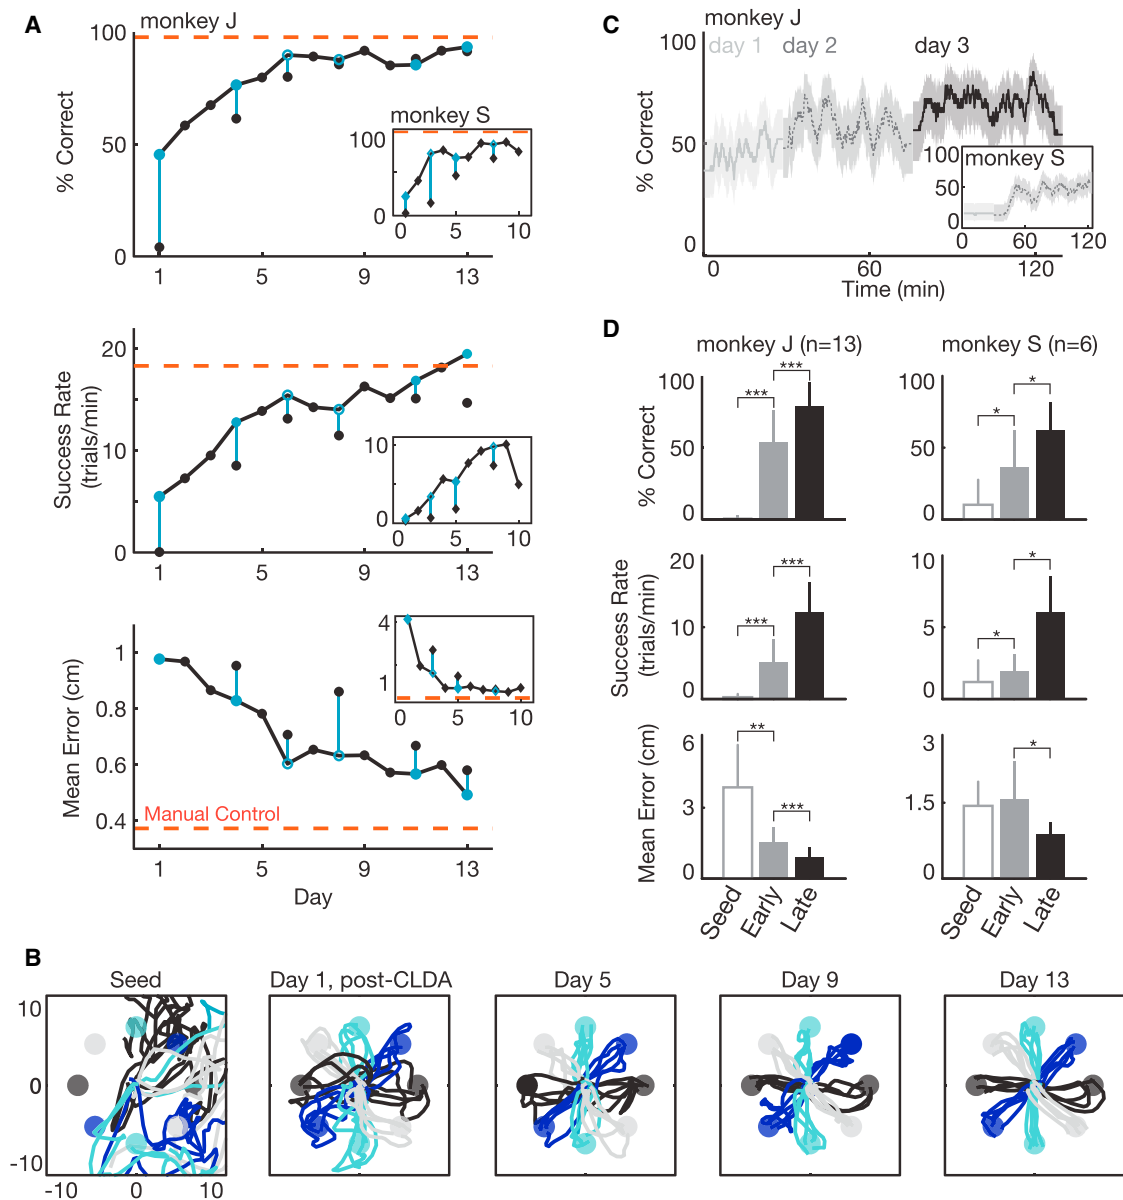 A
monkey J
100
50
0
% Correct
1
5
9
13
monkey S
100
0
0
5
10
20
10
0
Success Rate
(trials/min)
1
5
9
13
10
0
0
5
10
1
0.8
0.6
0.4
Mean Error (cm)
Manual Control
1
5
9
13
Day
4
1
0
5
10
C
monkey J
100
50
0
% Correct
day 1
day 2
day 3
0
60
120
Time (min)
monkey S
100
50
0
0
60
120
D
monkey J (n=13)
monkey S (n=6)
100
50
0
% Correct
***
***
100
50
0
*
*
20
10
0
Success Rate
(trials/min)
***
***
10
5
0
*
*
6
3
0
Mean Error (cm)
**
***
3
1.5
0
*
Seed
Early
Late
Seed
Early
Late
B
Seed
Day 1, post-CLDA
Day 5
Day 9
Day 13
10
0
-10
-10
0
10